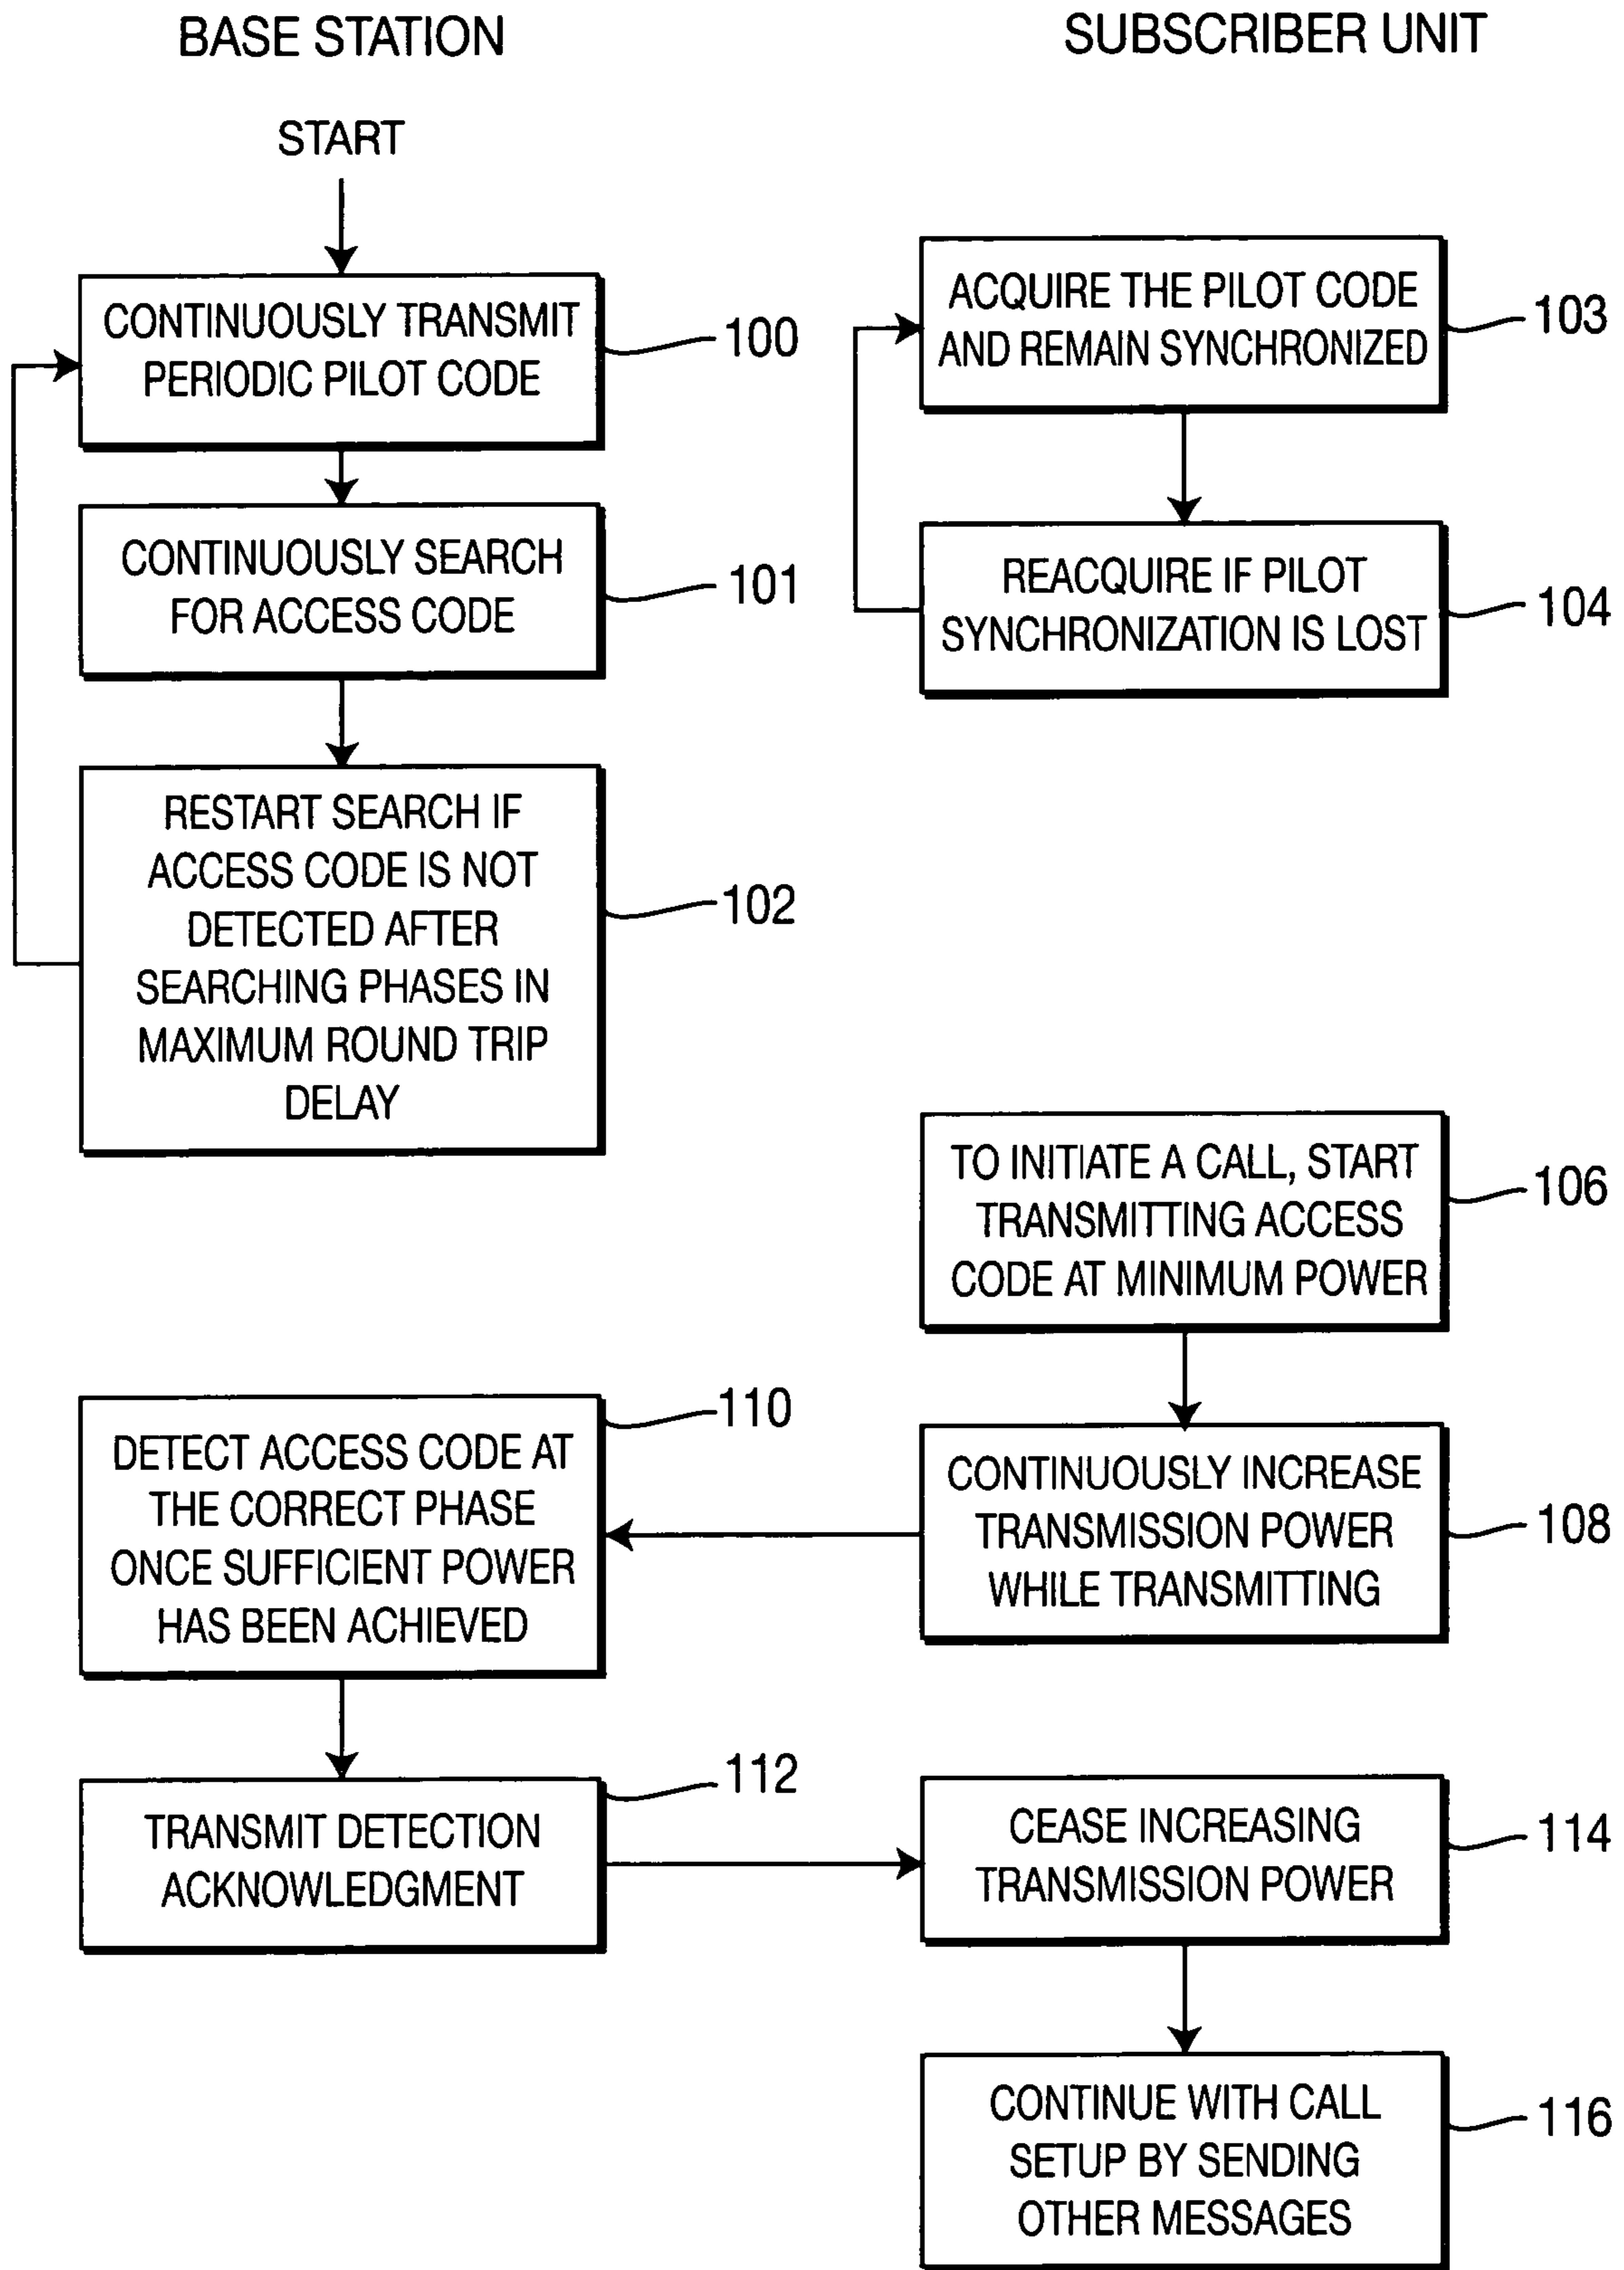 BASE STATION
SUBSCRIBER UNIT
START
CONTINUOUSLY TRANSMIT
PERIODIC PILOT CODE
100
ACQUIRE THE PILOT CODE
AND REMAIN SYNCHRONIZED
103
CONTINUOUSLY SEARCH
FOR ACCESS CODE
101
REACQUIRE IF PILOT
SYNCHRONIZATION IS LOST
104
RESTART SEARCH IF
ACCESS CODE IS NOT
DETECTED AFTER
SEARCHING PHASES IN
MAXIMUM ROUND TRIP
DELAY
102
TO INITIATE A CALL, START
TRANSMITTING ACCESS
CODE AT MINIMUM POWER
106
DETECT ACCESS CODE AT
THE CORRECT PHASE
ONCE SUFFICIENT POWER
HAS BEEN ACHIEVED
110
CONTINUOUSLY INCREASE
TRANSMISSION POWER
WHILE TRANSMITTING
108
TRANSMIT DETECTION
ACKNOWLEDGMENT
112
CEASE INCREASING
TRANSMISSION POWER
114
CONTINUE WITH CALL
SETUP BY SENDING
OTHER MESSAGES
116